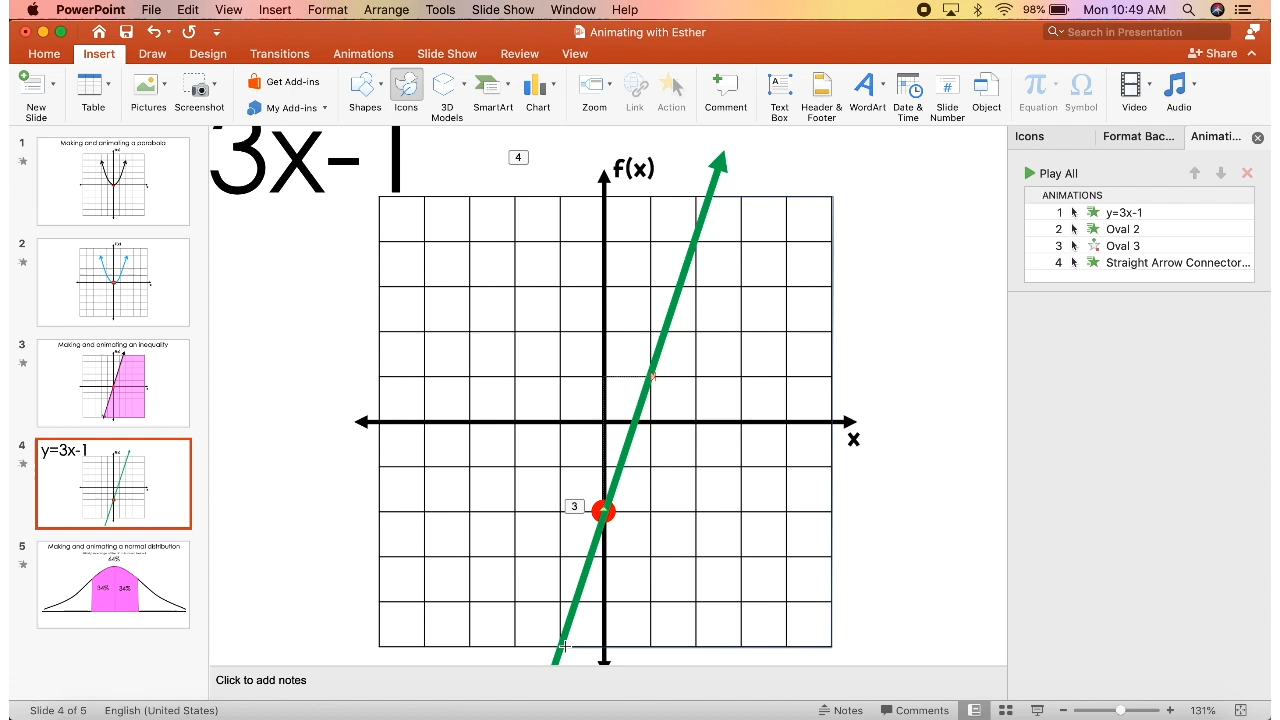 PowerPoint File Edit View Insert Format Arrange Tools Slide Show Window Help 98% Mon 10:49 AM
Animating with Esther
Search in Presentation
Home Insert Draw Design Transitions Animations Slide Show Review View
Share
New Slide
Table
Pictures
Screenshot
Get Add-ins
My Add-ins
Shapes
Icons
3D Models
SmartArt
Chart
Zoom
Link
Action
Comment
Text Box
Header & Footer
WordArt
Date & Time
Slide Number
Object
Equation
Symbol
Video
Audio
1
Making and animating a parabola
2
3
Making and animating an inequality
4
y=3x-1
5
Making and animating a normal distribution
34% 34%
3x-1
4
f(x)
x
3
Icons Format Bac... Animati...
Play All
ANIMATIONS
1 y=3x-1
2 Oval 2
3 Oval 3
4 Straight Arrow Connector...
Click to add notes
Slide 4 of 5 English (United States) Notes Comments 131%